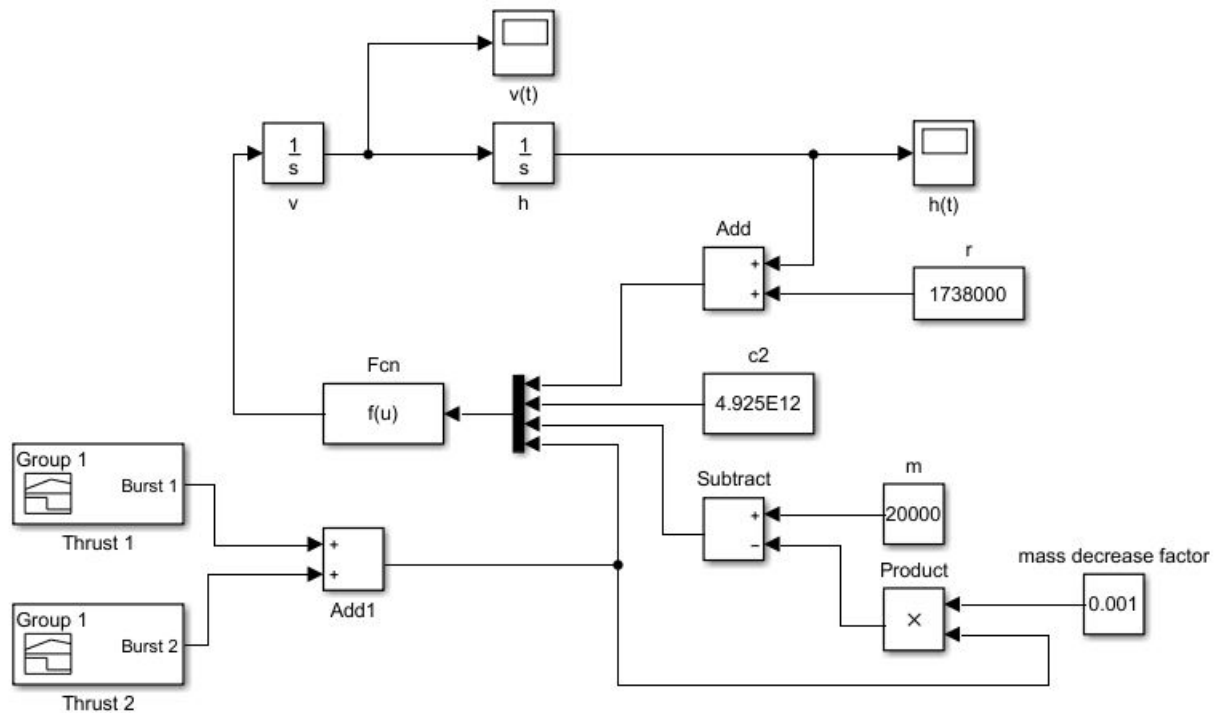 v(t)
1
s
v
1
s
h
h(t)
Add
+
+
r
1738000
Fcn
f(u)
c2
4.925E12
Group 1
Burst 1
Thrust 1
+
+
Add1
Subtract
+
−
m
20000
Product
×
mass decrease factor
0.001
Group 1
Burst 2
Thrust 2